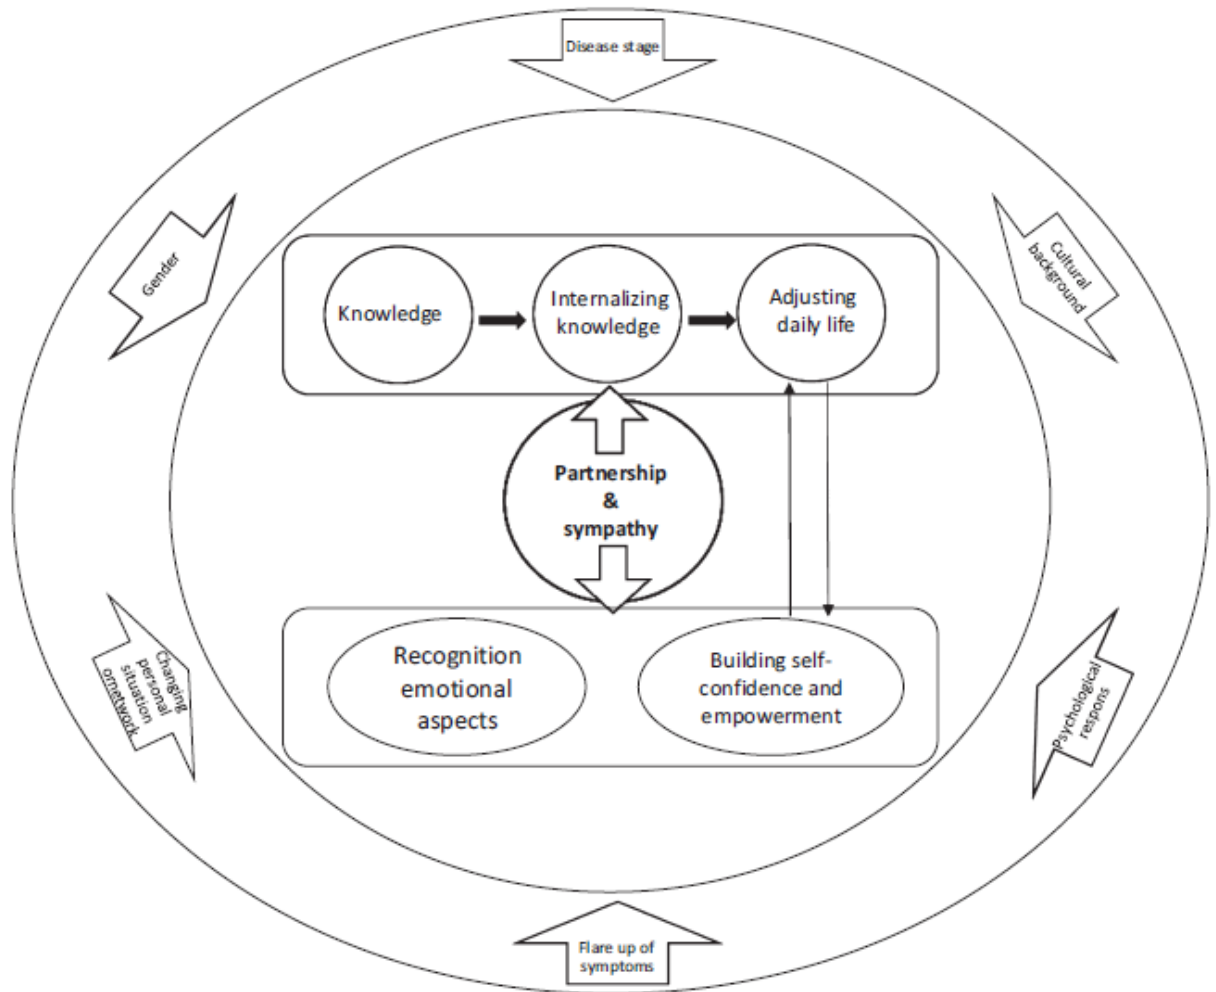 Disease stage
Gender
Cultural
background
Knowledge
Internalizing
knowledge
Adjusting
daily life
Partnership
&
sympathy
Recognition
emotional
aspects
Building self-
confidence and
empowerment
Changing
personal
situation
ornetwork
Psychological
respons
Flare up of
symptoms